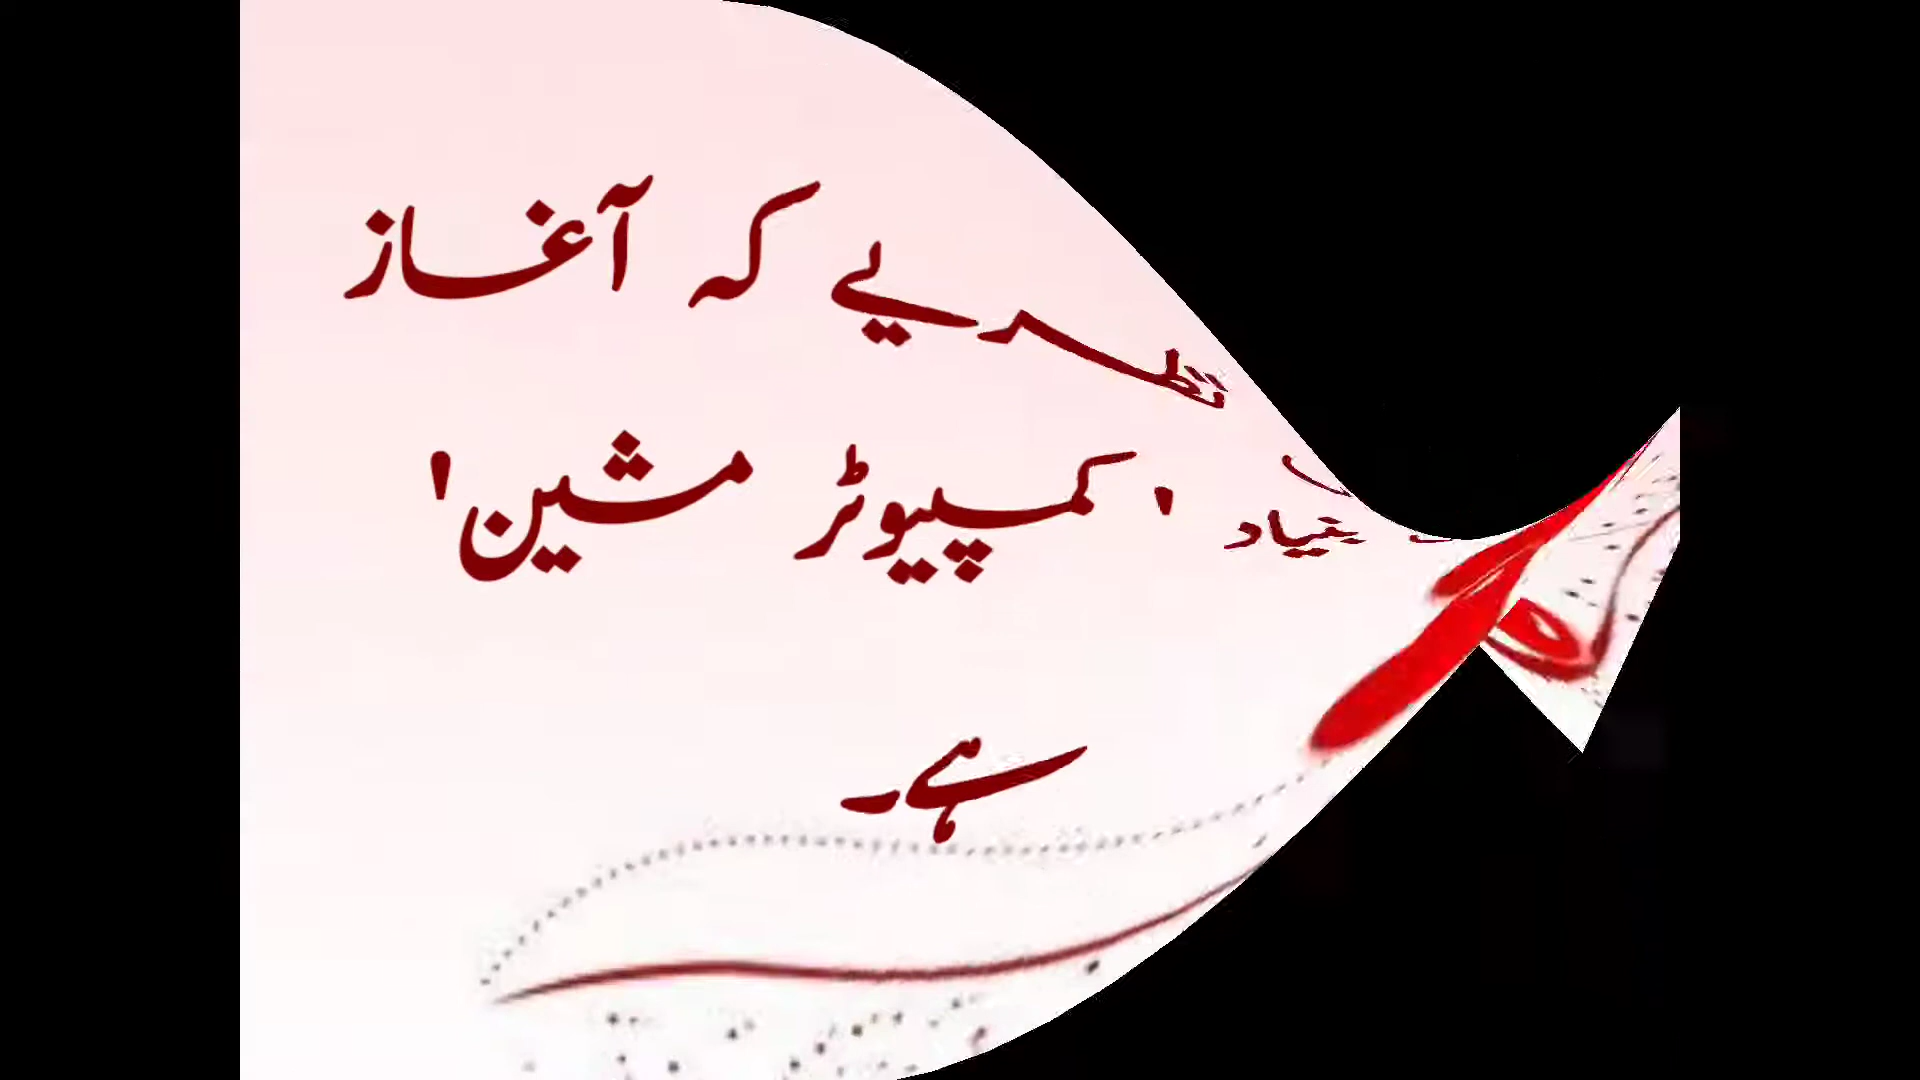 نظریے کہ آغاز
بنیاد ' کمپیوٹر مشین'
ہے۔